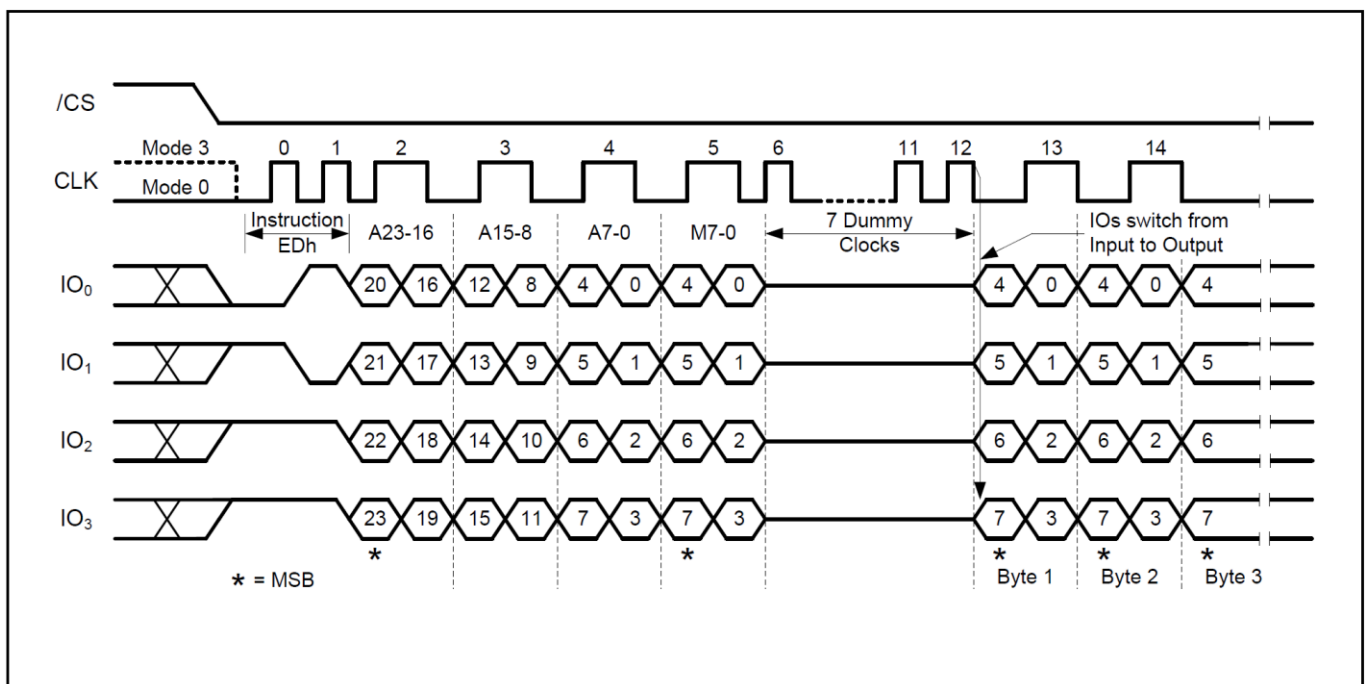 /CS
Mode 3 0 1 2 3 4 5 6 11 12 13 14
CLK
Mode 0
Instruction 7 Dummy IOs switch from
EDh A23-16 A15-8 A7-0 M7-0 Clocks Input to Output
IO₀ 20 16 12 8 4 0 4 0 4 0 4 0 4
IO₁ 21 17 13 9 5 1 5 1 5 1 5 1 5
IO₂ 22 18 14 10 6 2 6 2 6 2 6 2 6
IO₃ 23 19 15 11 7 3 7 3 7 3 7 3 7
* * * * *
* = MSB Byte 1 Byte 2 Byte 3